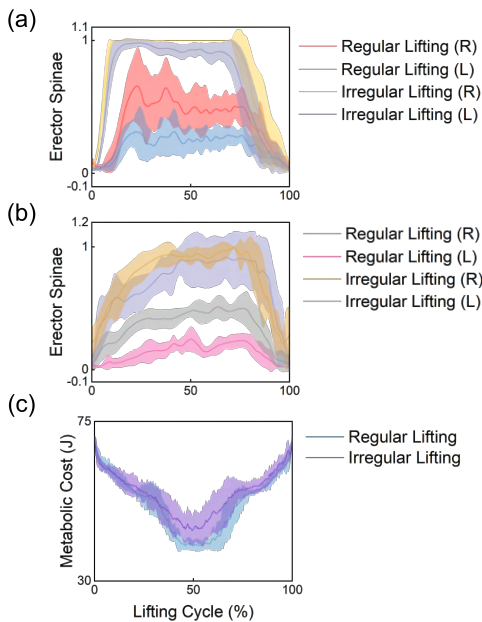 (a)
1.1
1
0
-0.1
Erector Spinae
0
50
100
Regular Lifting (R)
Regular Lifting (L)
Irregular Lifting (R)
Irregular Lifting (L)
(b)
1.2
1
0
-0.1
Erector Spinae
0
50
100
Regular Lifting (R)
Regular Lifting (L)
Irregular Lifting (R)
Irregular Lifting (L)
(c)
75
30
Metabolic Cost (J)
0
50
100
Lifting Cycle (%)
Regular Lifting
Irregular Lifting